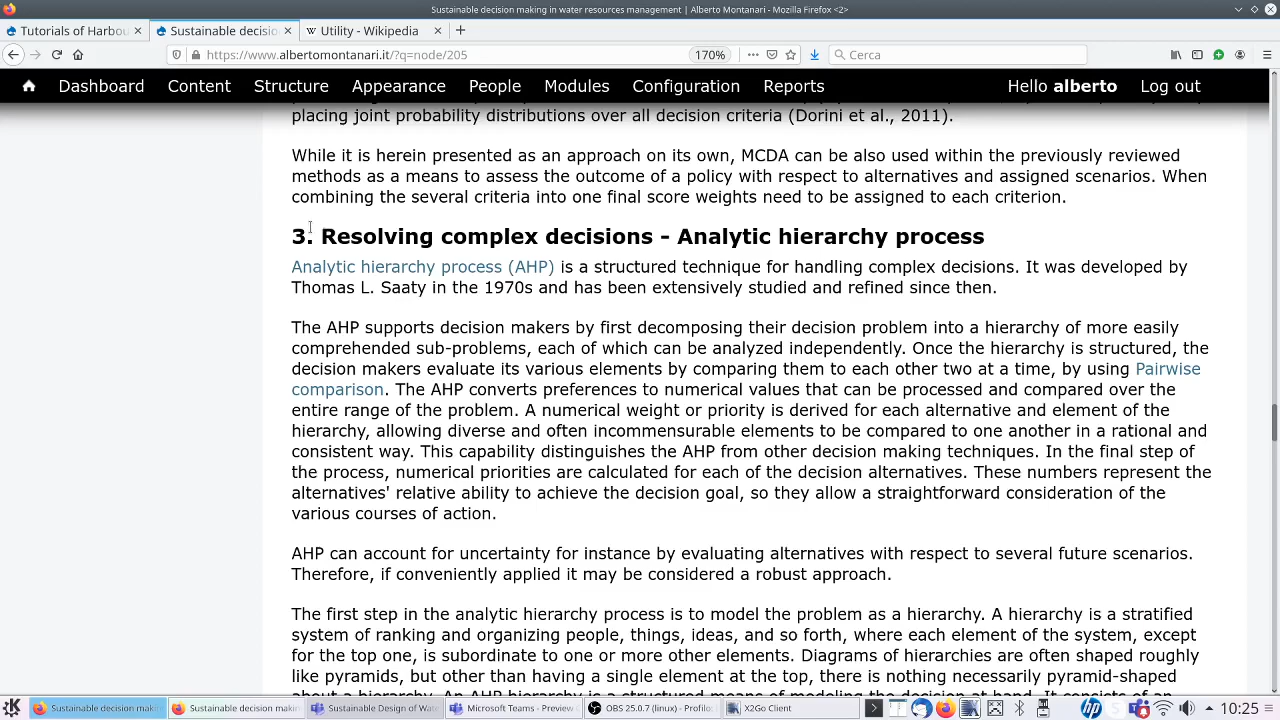 Sustainable decision making in water resources management | Alberto Montanari - Mozilla Firefox <2>
Tutorials of Harbou
Sustainable decisio
Utility - Wikipedia
https://www.albertomontanari.it/?q=node/205
170%
Cerca
Dashboard Content Structure Appearance People Modules Configuration Reports Hello alberto Log out
placing joint probability distributions over all decision criteria (Dorini et al., 2011).
While it is herein presented as an approach on its own, MCDA can be also used within the previously reviewed
methods as a means to assess the outcome of a policy with respect to alternatives and assigned scenarios. When
combining the several criteria into one final score weights need to be assigned to each criterion.
3. Resolving complex decisions - Analytic hierarchy process
Analytic hierarchy process (AHP) is a structured technique for handling complex decisions. It was developed by
Thomas L. Saaty in the 1970s and has been extensively studied and refined since then.
The AHP supports decision makers by first decomposing their decision problem into a hierarchy of more easily
comprehended sub-problems, each of which can be analyzed independently. Once the hierarchy is structured, the
decision makers evaluate its various elements by comparing them to each other two at a time, by using Pairwise
comparison. The AHP converts preferences to numerical values that can be processed and compared over the
entire range of the problem. A numerical weight or priority is derived for each alternative and element of the
hierarchy, allowing diverse and often incommensurable elements to be compared to one another in a rational and
consistent way. This capability distinguishes the AHP from other decision making techniques. In the final step of
the process, numerical priorities are calculated for each of the decision alternatives. These numbers represent the
alternatives' relative ability to achieve the decision goal, so they allow a straightforward consideration of the
various courses of action.
AHP can account for uncertainty for instance by evaluating alternatives with respect to several future scenarios.
Therefore, if conveniently applied it may be considered a robust approach.
The first step in the analytic hierarchy process is to model the problem as a hierarchy. A hierarchy is a stratified
system of ranking and organizing people, things, ideas, and so forth, where each element of the system, except
for the top one, is subordinate to one or more other elements. Diagrams of hierarchies are often shaped roughly
like pyramids, but other than having a single element at the top, there is nothing necessarily pyramid-shaped
about a hierarchy. An AHP hierarchy is a structured means of modeling the decision at hand. It consists of an
Sustainable decision maki
Sustainable decision makin
Sustainable Design of Wate
Microsoft Teams - Preview
OBS 25.0.7 (linux) - Profilo:
X2Go Client
10:25